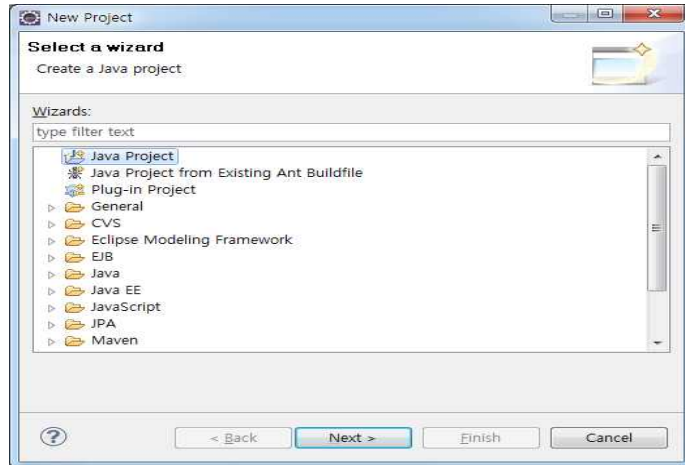 New Project
Select a wizard
Create a Java project
Wizards:
type filter text
Java Project
Java Project from Existing Ant Buildfile
Plug-in Project
General
CVS
Eclipse Modeling Framework
EJB
Java
Java EE
JavaScript
JPA
Maven
? < Back Next > Finish Cancel